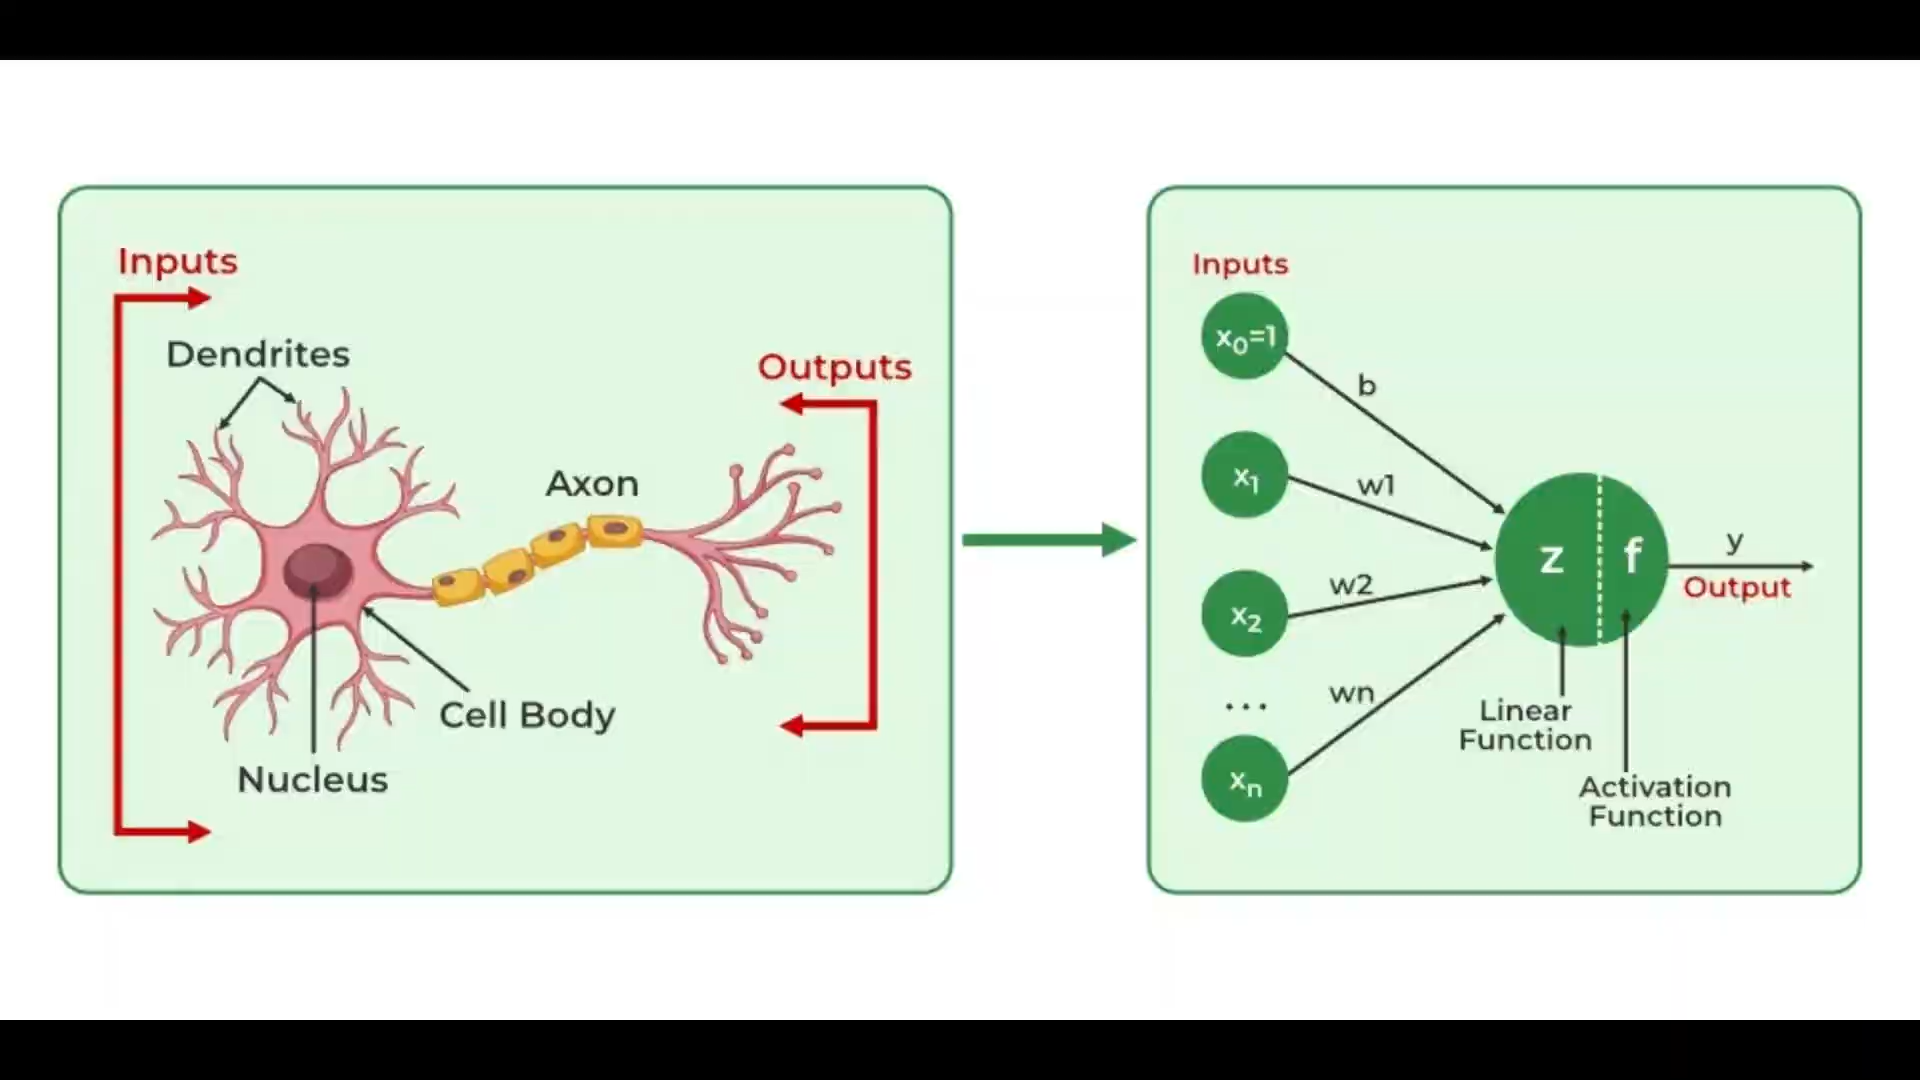 Inputs
Dendrites
Outputs
Axon
Cell Body
Nucleus
Inputs
x₀=1
b
x₁
w1
x₂
w2
...
wn
xₙ
z
f
y
Output
Linear
Function
Activation
Function